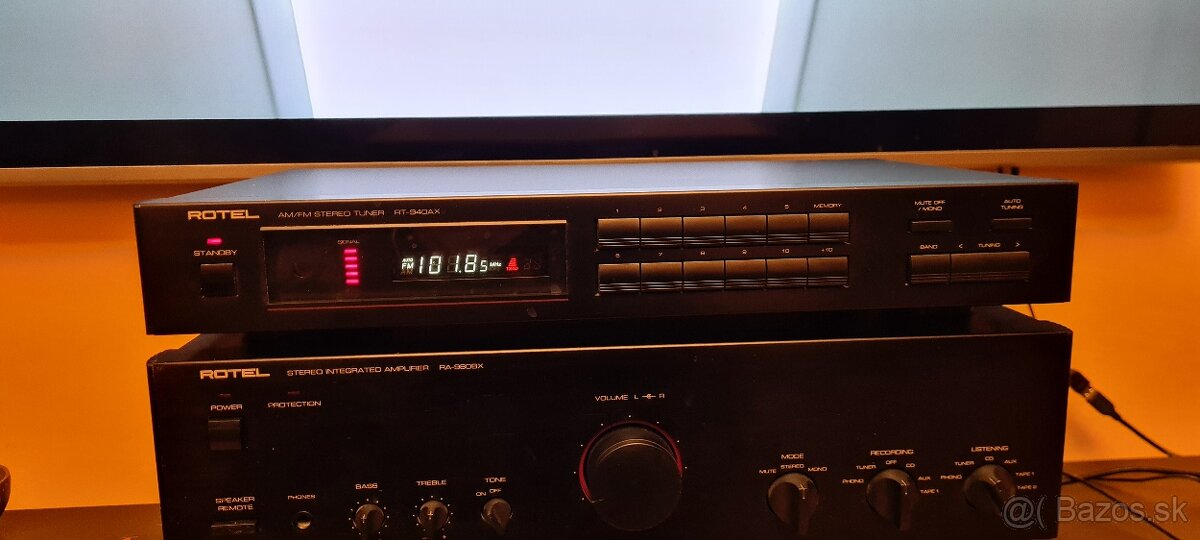 ROTEL AM/FM STEREO TUNER RT-940AX
STANDBY
SIGNAL
FM 101.85 MHz
1 2 3 4 5 MEMORY
6 7 8 9 10 +10
MUTE OFF / MONO
AUTO TUNING
BAND < TUNING >
ROTEL STEREO INTEGRATED AMPLIFIER RA-960BX
POWER PROTECTION
VOLUME L R
SPEAKER REMOTE
PHONES
BASS
TREBLE
TONE
ON OFF
MODE
MUTE STEREO MONO
RECORDING
PHONO TUNER OFF CD AUX TAPE 1
LISTENING
PHONO TUNER CD AUX TAPE 1 TAPE 2
@( Bazos.sk